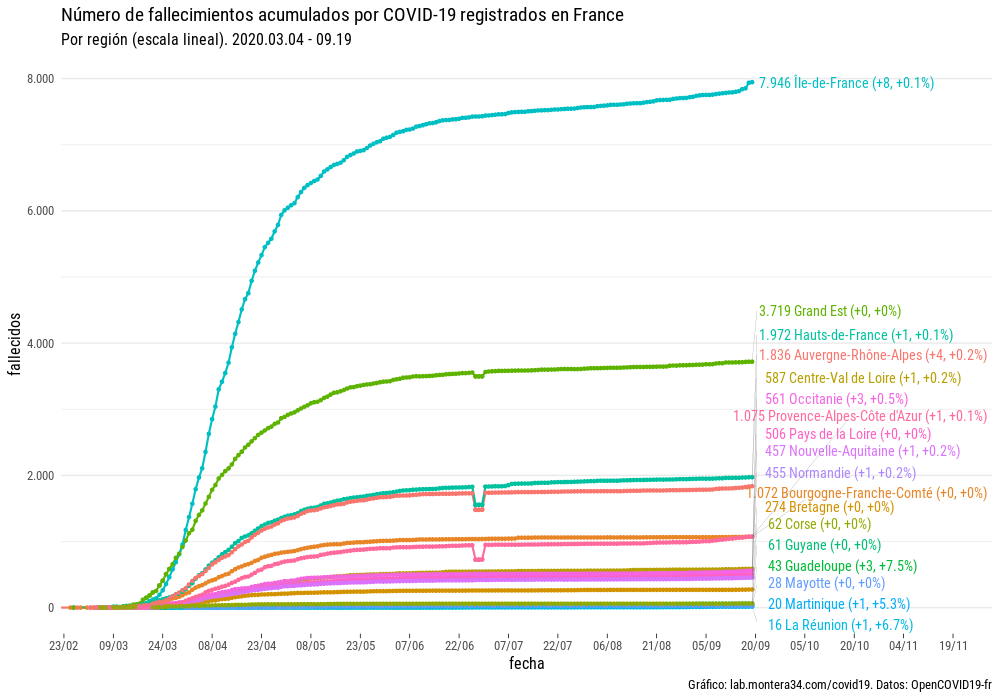 Número de fallecimientos acumulados por COVID-19 registrados en France
Por región (escala lineal). 2020.03.04 - 09.19
8.000
6.000
4.000
2.000
0
fallecidos
7.946 Île-de-France (+8, +0.1%)
3.719 Grand Est (+0, +0%)
1.972 Hauts-de-France (+1, +0.1%)
1.836 Auvergne-Rhône-Alpes (+4, +0.2%)
587 Centre-Val de Loire (+1, +0.2%)
561 Occitanie (+3, +0.5%)
1.075 Provence-Alpes-Côte d'Azur (+1, +0.1%)
506 Pays de la Loire (+0, +0%)
457 Nouvelle-Aquitaine (+1, +0.2%)
455 Normandie (+1, +0.2%)
1.072 Bourgogne-Franche-Comté (+0, +0%)
274 Bretagne (+0, +0%)
62 Corse (+0, +0%)
61 Guyane (+0, +0%)
43 Guadeloupe (+3, +7.5%)
28 Mayotte (+0, +0%)
20 Martinique (+1, +5.3%)
16 La Réunion (+1, +6.7%)
23/02 09/03 24/03 08/04 23/04 08/05 23/05 07/06 22/06 07/07 22/07 06/08 21/08 05/09 20/09 05/10 20/10 04/11 19/11
fecha
Gráfico: lab.montera34.com/covid19. Datos: OpenCOVID19-fr